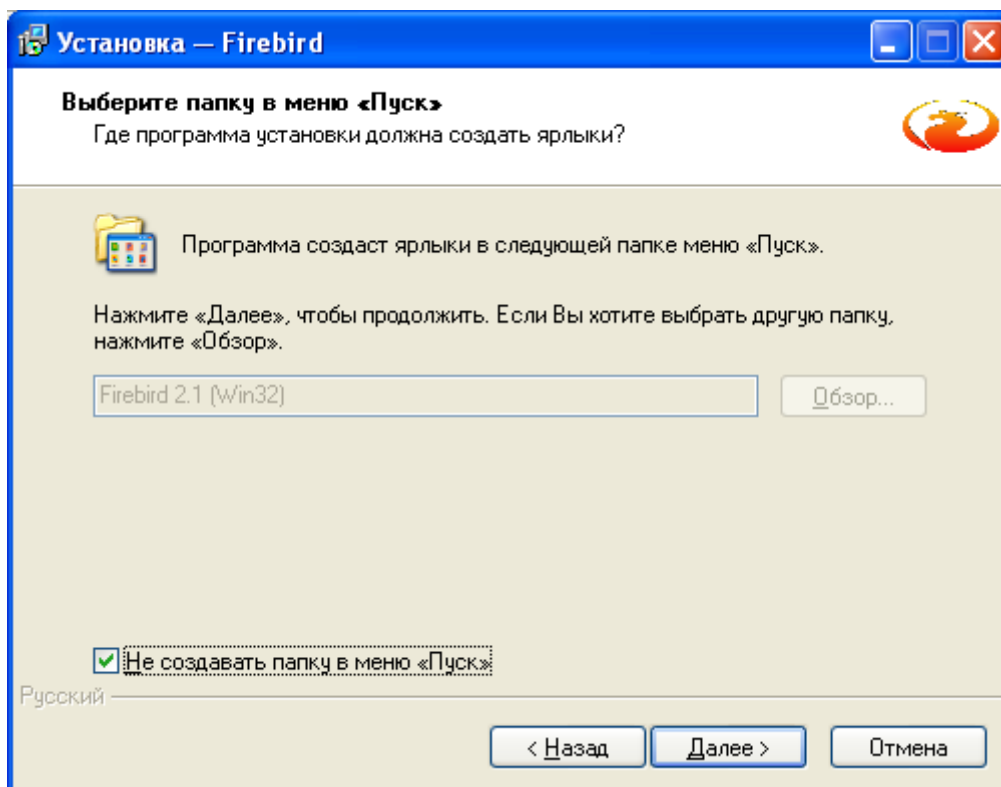 Установка — Firebird
Выберите папку в меню «Пуск»
Где программа установки должна создать ярлыки?
Программа создаст ярлыки в следующей папке меню «Пуск».
Нажмите «Далее», чтобы продолжить. Если Вы хотите выбрать другую папку,
нажмите «Обзор».
Firebird 2.1 (Win32)
Обзор...
Не создавать папку в меню «Пуск»
Русский
< Назад
Далее >
Отмена